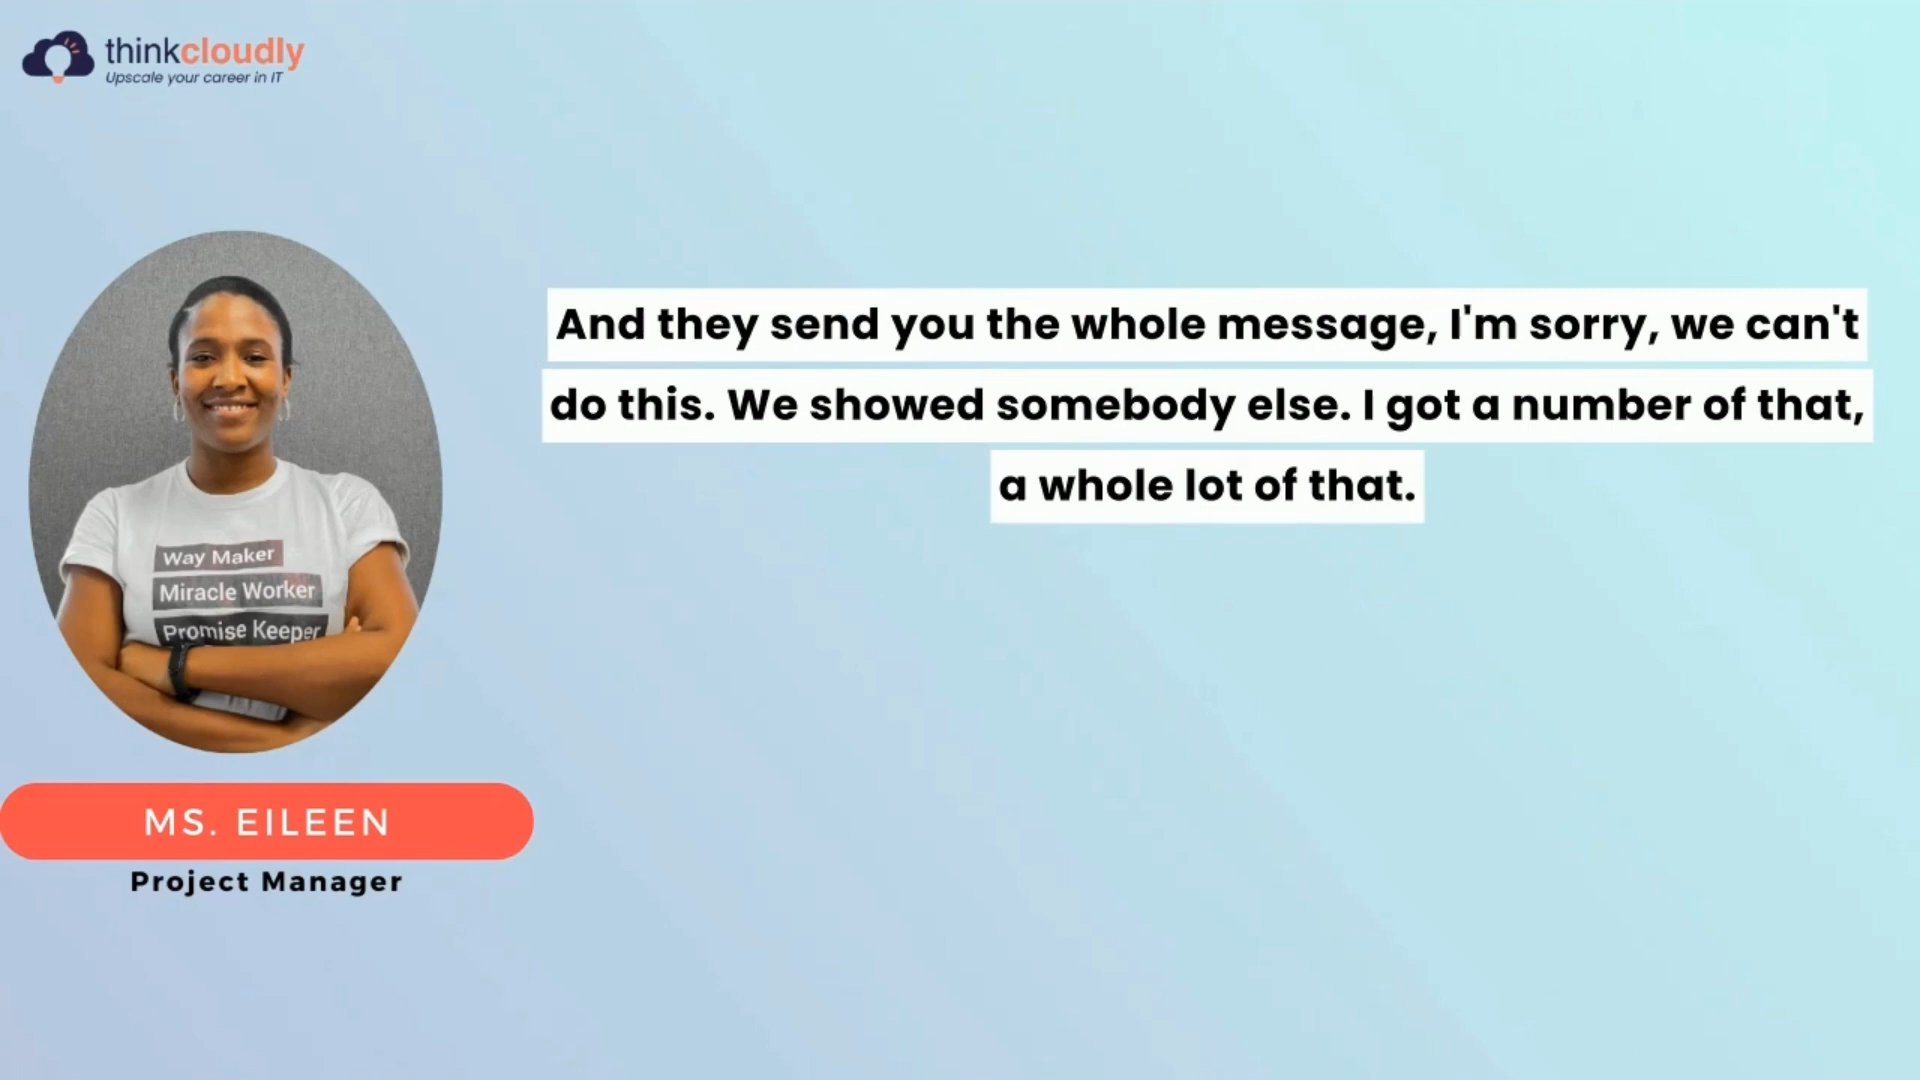 thinkcloudly
Upscale your career in IT
And they send you the whole message, I'm sorry, we can't
do this. We showed somebody else. I got a number of that,
a whole lot of that.
Way Maker
Miracle Worker
Promise Keeper
MS. EILEEN
Project Manager